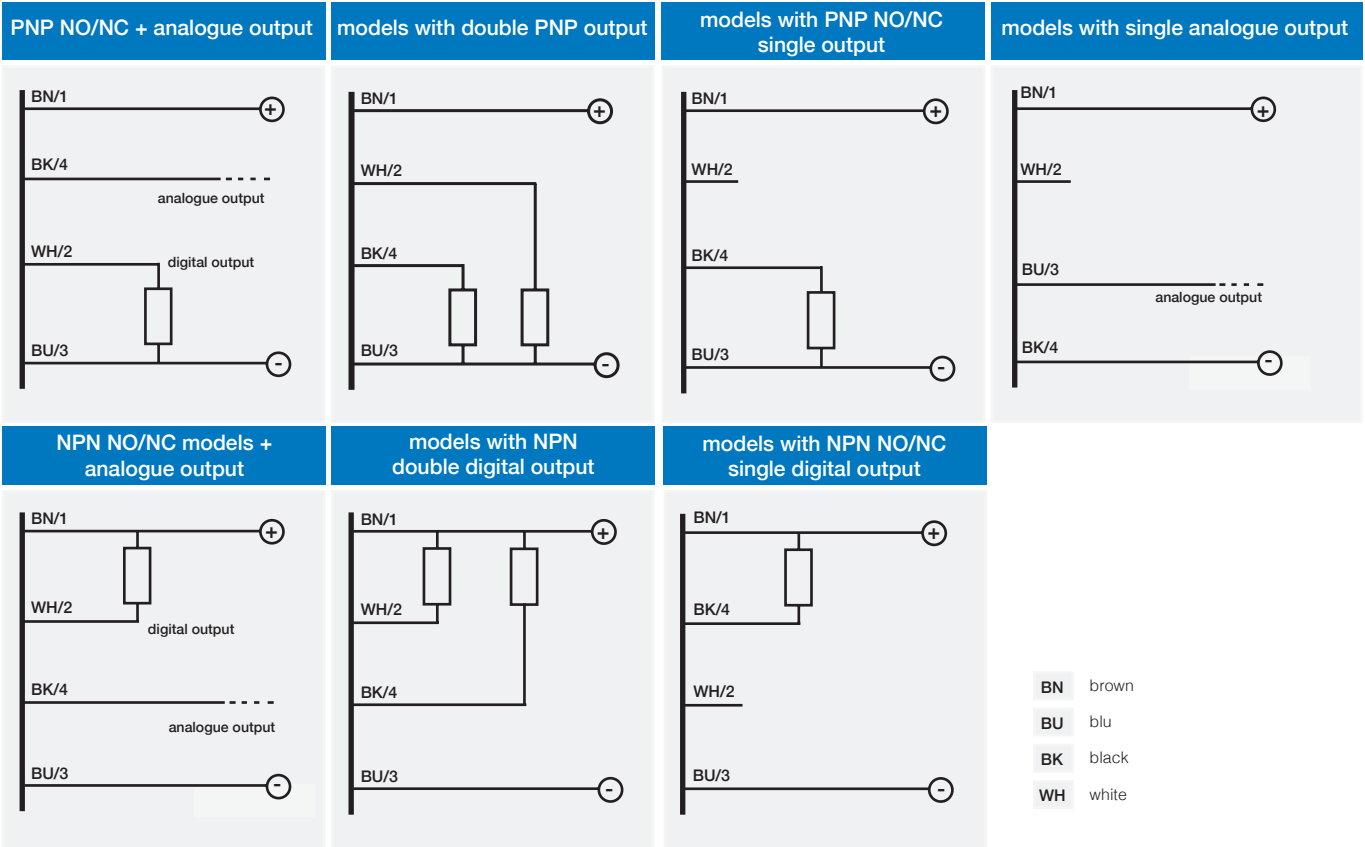 PNP NO/NC + analogue output
BN/1
+
BK/4
analogue output
WH/2
digital output
BU/3
-
models with double PNP output
BN/1
+
WH/2
BK/4
BU/3
-
models with PNP NO/NC
single output
BN/1
+
WH/2
BK/4
BU/3
-
models with single analogue output
BN/1
+
WH/2
BU/3
analogue output
BK/4
-
NPN NO/NC models +
analogue output
BN/1
+
WH/2
digital output
BK/4
analogue output
BU/3
-
models with NPN
double digital output
BN/1
+
WH/2
BK/4
BU/3
-
models with NPN NO/NC
single digital output
BN/1
+
BK/4
WH/2
BU/3
-
BN brown
BU blu
BK black
WH white